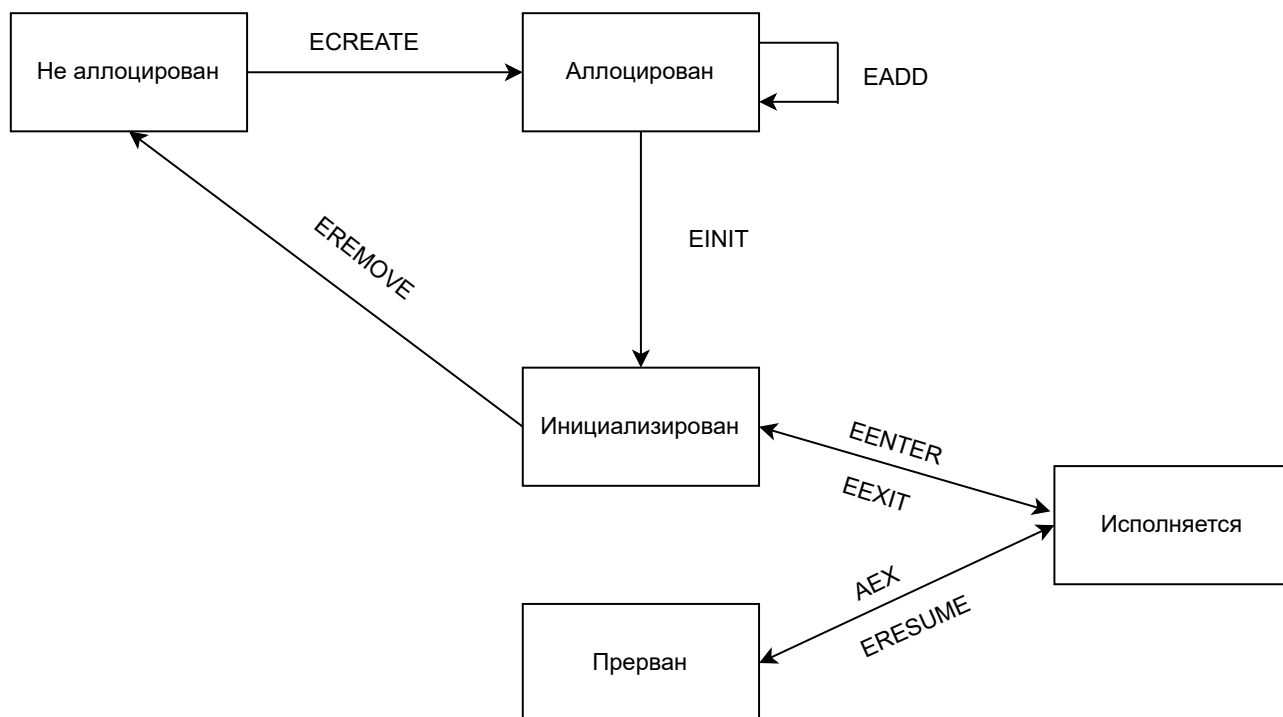 ECREATE
Не аллоцирован
Аллоцирован
EADD
EREMOVE
EINIT
Инициализирован
EENTER
EEXIT
Исполняется
AEX
ERESUME
Прерван